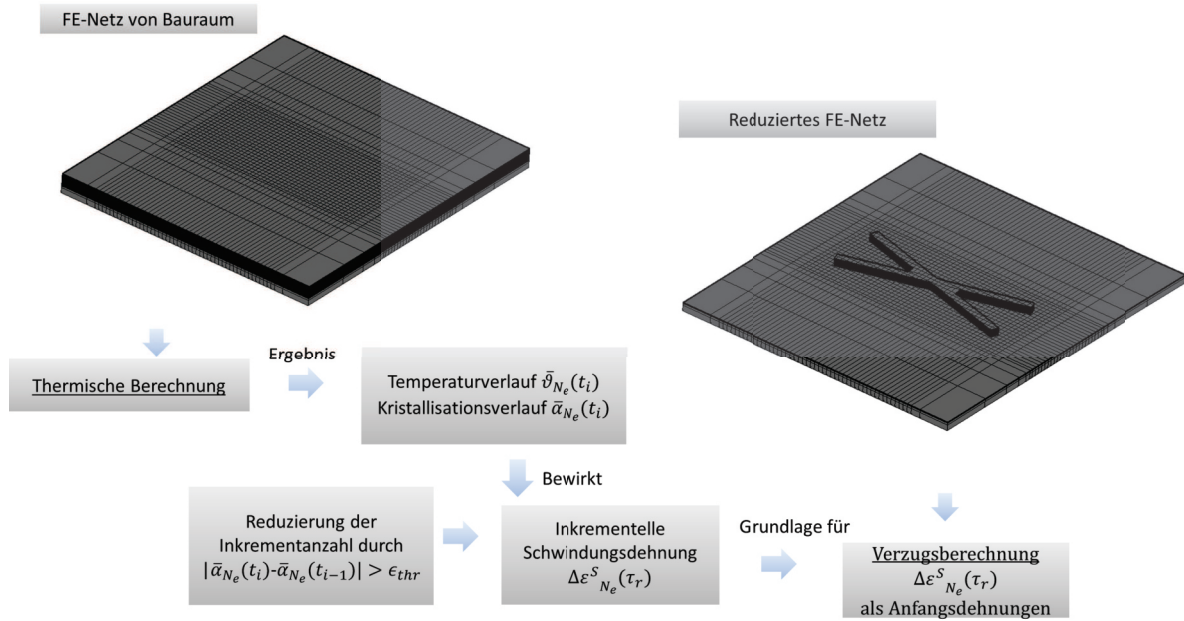 FE-Netz von Bauraum
Reduziertes FE-Netz
Thermische Berechnung
Ergebnis
Temperaturverlauf ϑ̄_{N_e}(t_i)
Kristallisationsverlauf ᾱ_{N_e}(t_i)
Bewirkt
Reduzierung der
Inkrementanzahl durch
|ᾱ_{N_e}(t_i)-ᾱ_{N_e}(t_{i−1})| > ϵ_{thr}
Inkrementelle
Schwindungsdehnung
Δε^S_{N_e}(τ_r)
Grundlage für
Verzugsberechnung
Δε^S_{N_e}(τ_r)
als Anfangsdehnungen